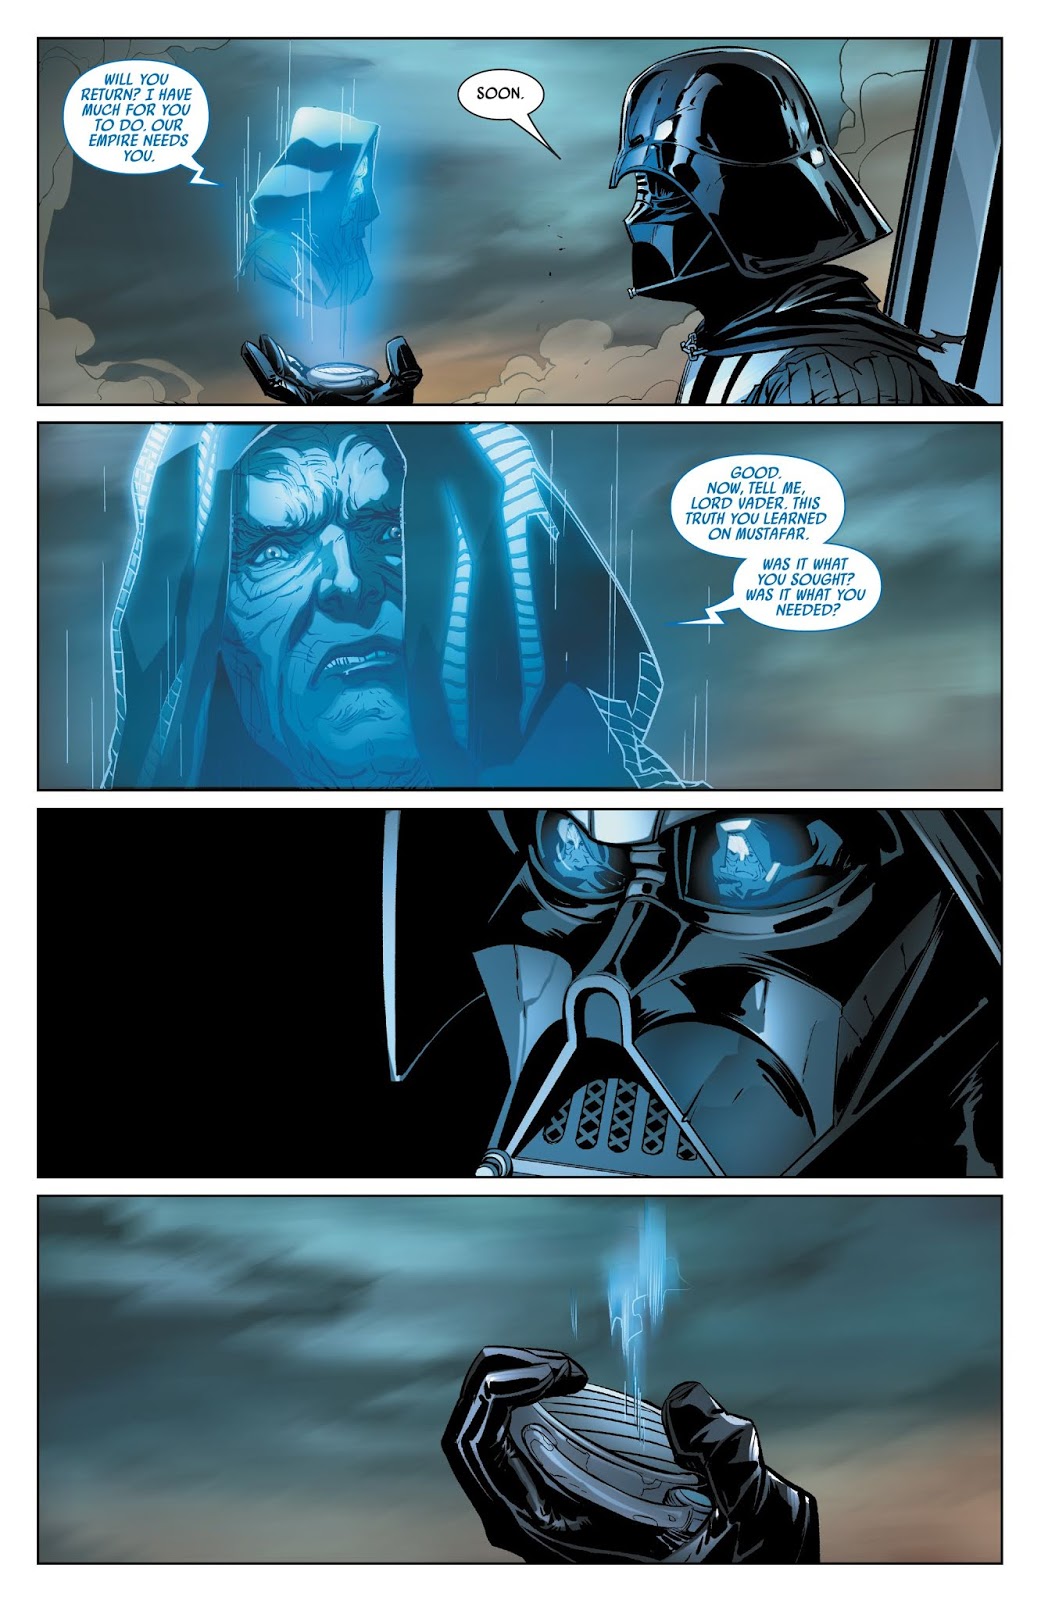 WILL YOU
RETURN? I HAVE
MUCH FOR YOU
TO DO. OUR
EMPIRE NEEDS
YOU.
SOON.
GOOD.
NOW, TELL ME,
LORD VADER. THIS
TRUTH YOU LEARNED
ON MUSTAFAR.
WAS IT WHAT
YOU SOUGHT?
WAS IT WHAT YOU
NEEDED?